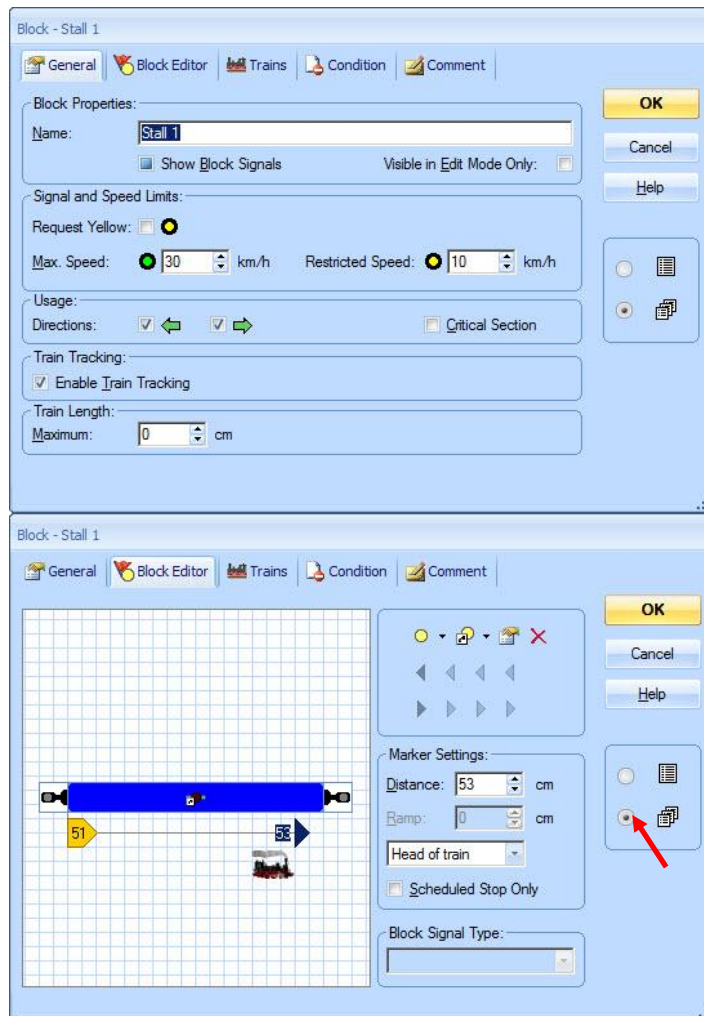 Block - Stall 1
General Block Editor Trains Condition Comment
Block Properties:
Name: Stall 1
Show Block Signals Visible in Edit Mode Only:
OK
Cancel
Help
Signal and Speed Limits:
Request Yellow:
Max. Speed: 30 km/h Restricted Speed: 10 km/h
Usage:
Directions: Critical Section
Train Tracking:
Enable Train Tracking
Train Length:
Maximum: 0 cm
Block - Stall 1
General Block Editor Trains Condition Comment
51 53
Marker Settings:
Distance: 53 cm
Ramp: 0 cm
Head of train
Scheduled Stop Only
Block Signal Type:
OK
Cancel
Help